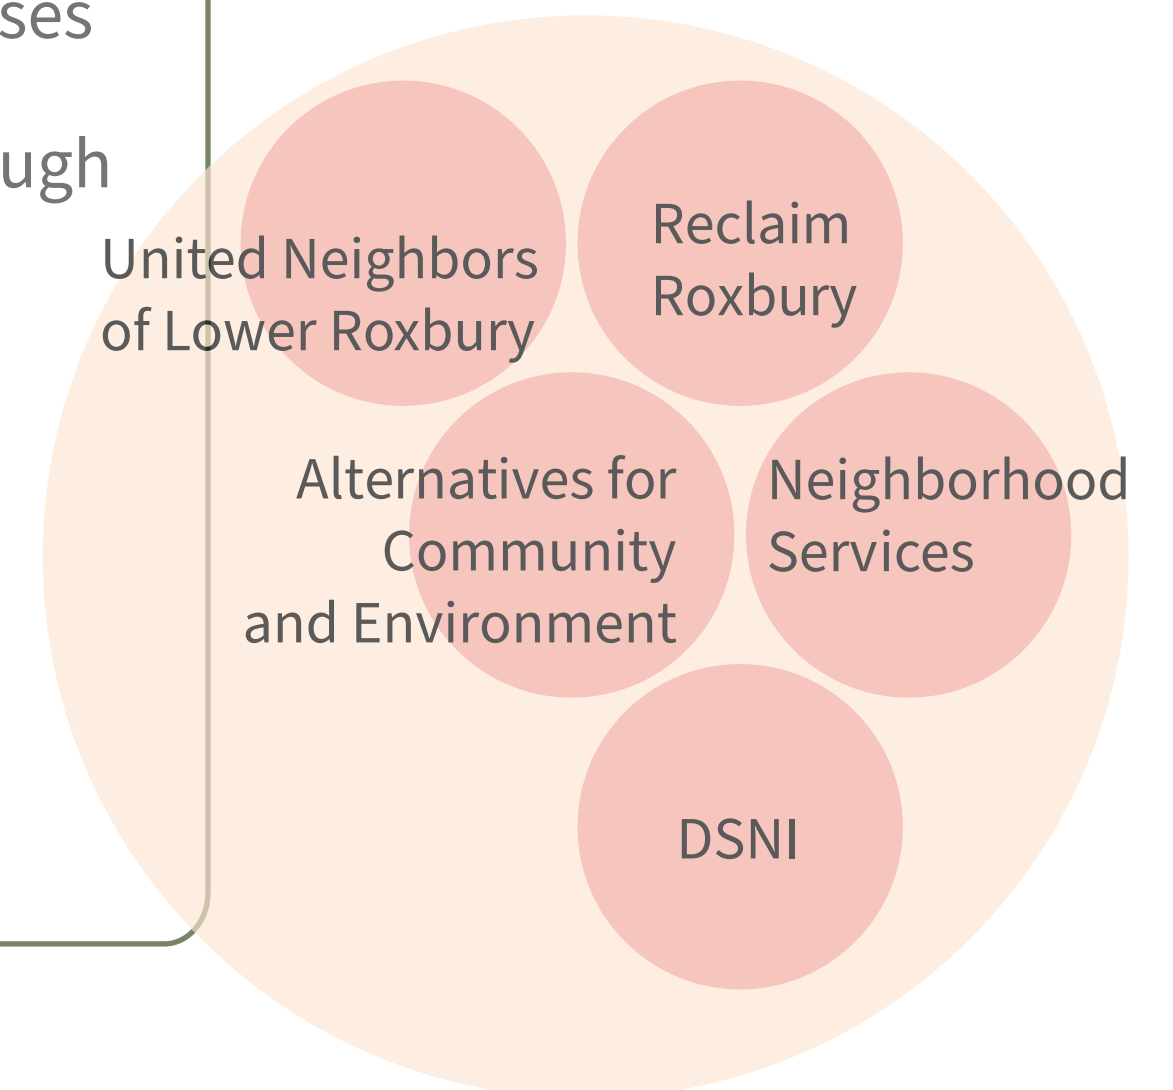 ses
ugh
United Neighbors
of Lower Roxbury
Reclaim
Roxbury
Alternatives for
Community
and Environment
Neighborhood
Services
DSNI